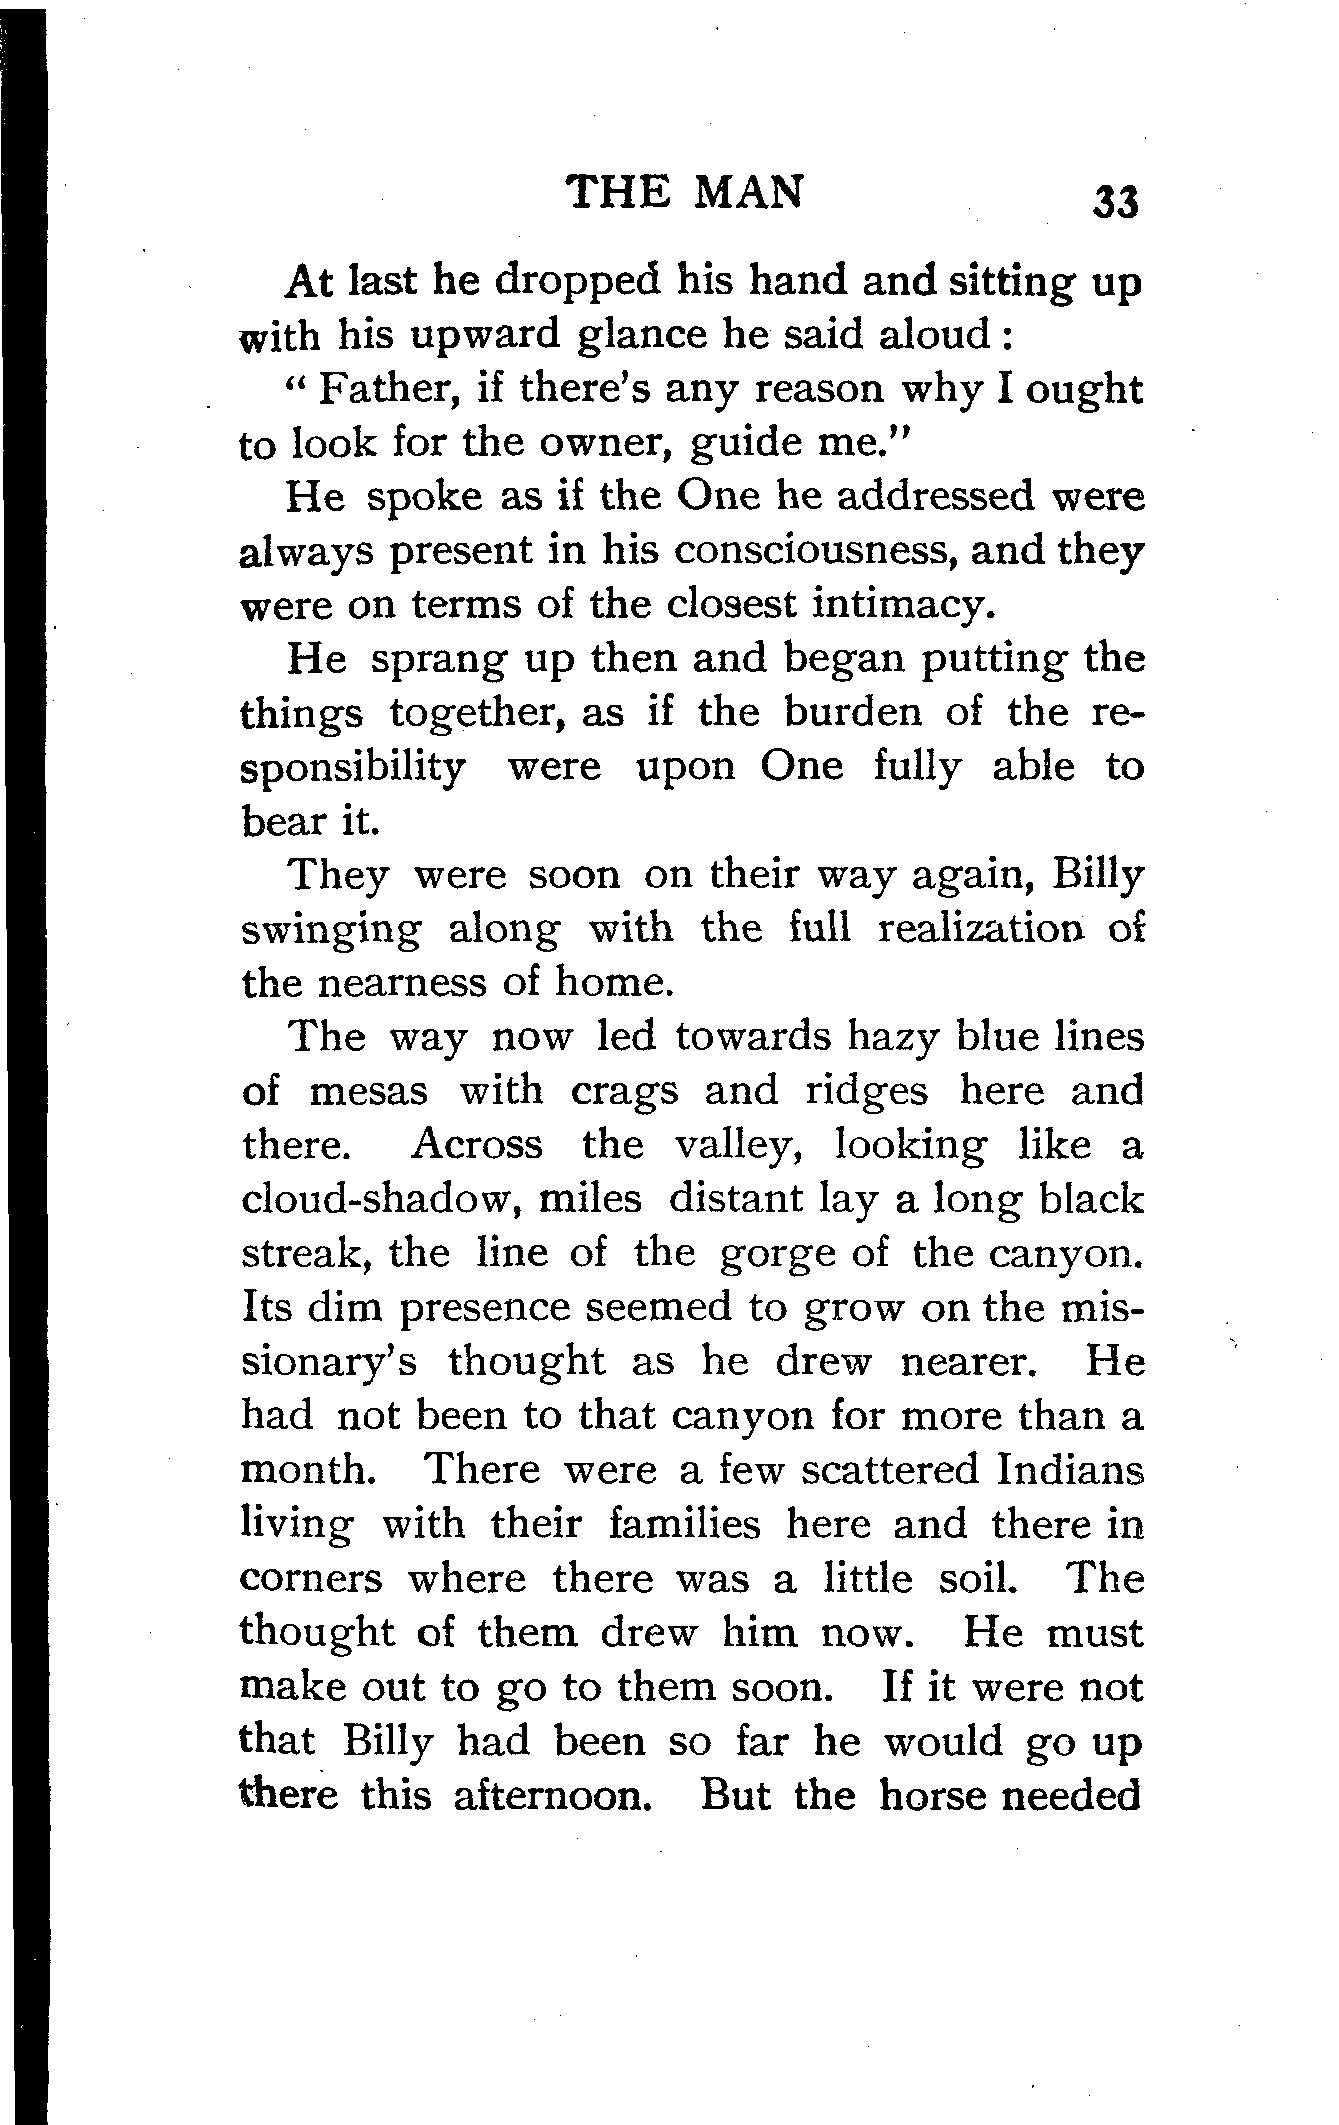 THE MAN 33
At last he dropped his hand and sitting up
with his upward glance he said aloud :
" Father, if there's any reason why I ought
to look for the owner, guide me."
He spoke as if the One he addressed were
always present in his consciousness, and they
were on terms of the closest intimacy.
He sprang up then and began putting the
things together, as if the burden of the re-
sponsibility were upon One fully able to
bear it.
They were soon on their way again, Billy
swinging along with the full realization of
the nearness of home.
The way now led towards hazy blue lines
of mesas with crags and ridges here and
there. Across the valley, looking like a
cloud-shadow, miles distant lay a long black
streak, the line of the gorge of the canyon.
Its dim presence seemed to grow on the mis-
sionary's thought as he drew nearer. He
had not been to that canyon for more than a
month. There were a few scattered Indians
living with their families here and there in
corners where there was a little soil. The
thought of them drew him now. He must
make out to go to them soon. If it were not
that Billy had been so far he would go up
there this afternoon. But the horse needed